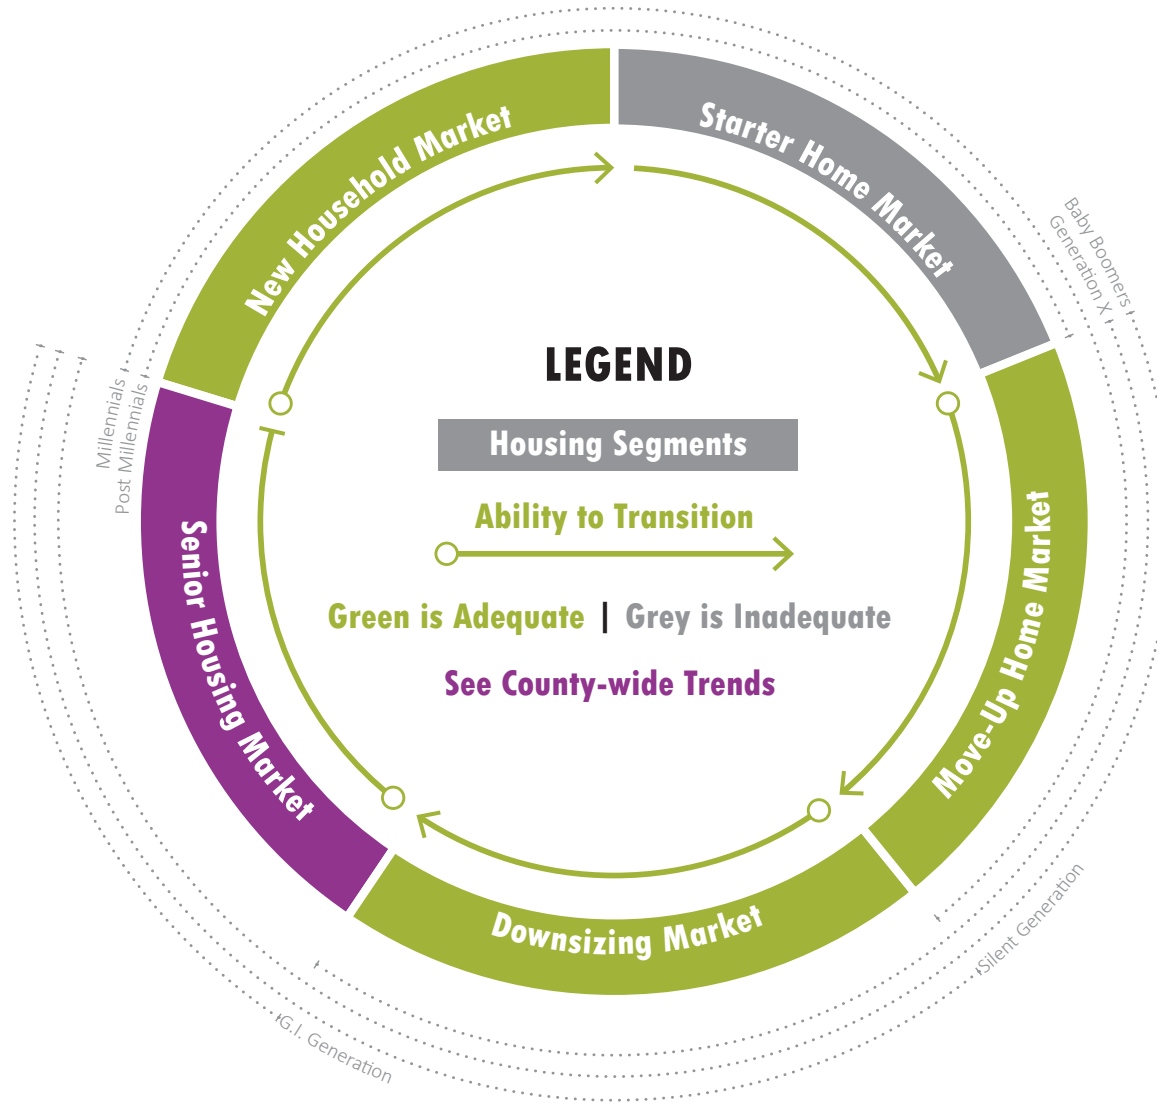 New Household Market
Starter Home Market
Baby Boomers
Generation X
Millennials
Post Millennials
LEGEND
Housing Segments
Ability to Transition
Green is Adequate | Grey is Inadequate
See County-wide Trends
Senior Housing Market
Move-Up Home Market
Downsizing Market
Silent Generation
G.I. Generation